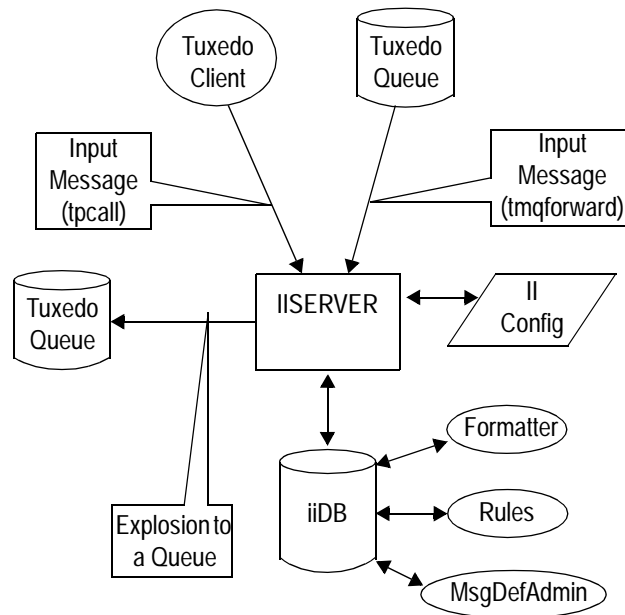 Tuxedo
Client
Tuxedo
Queue
Input
Message
(tpcall)
Input
Message
(tmqforward)
Tuxedo
Queue
IISERVER
II
Config
Explosion to
a Queue
iiDB
Formatter
Rules
MsgDefAdmin